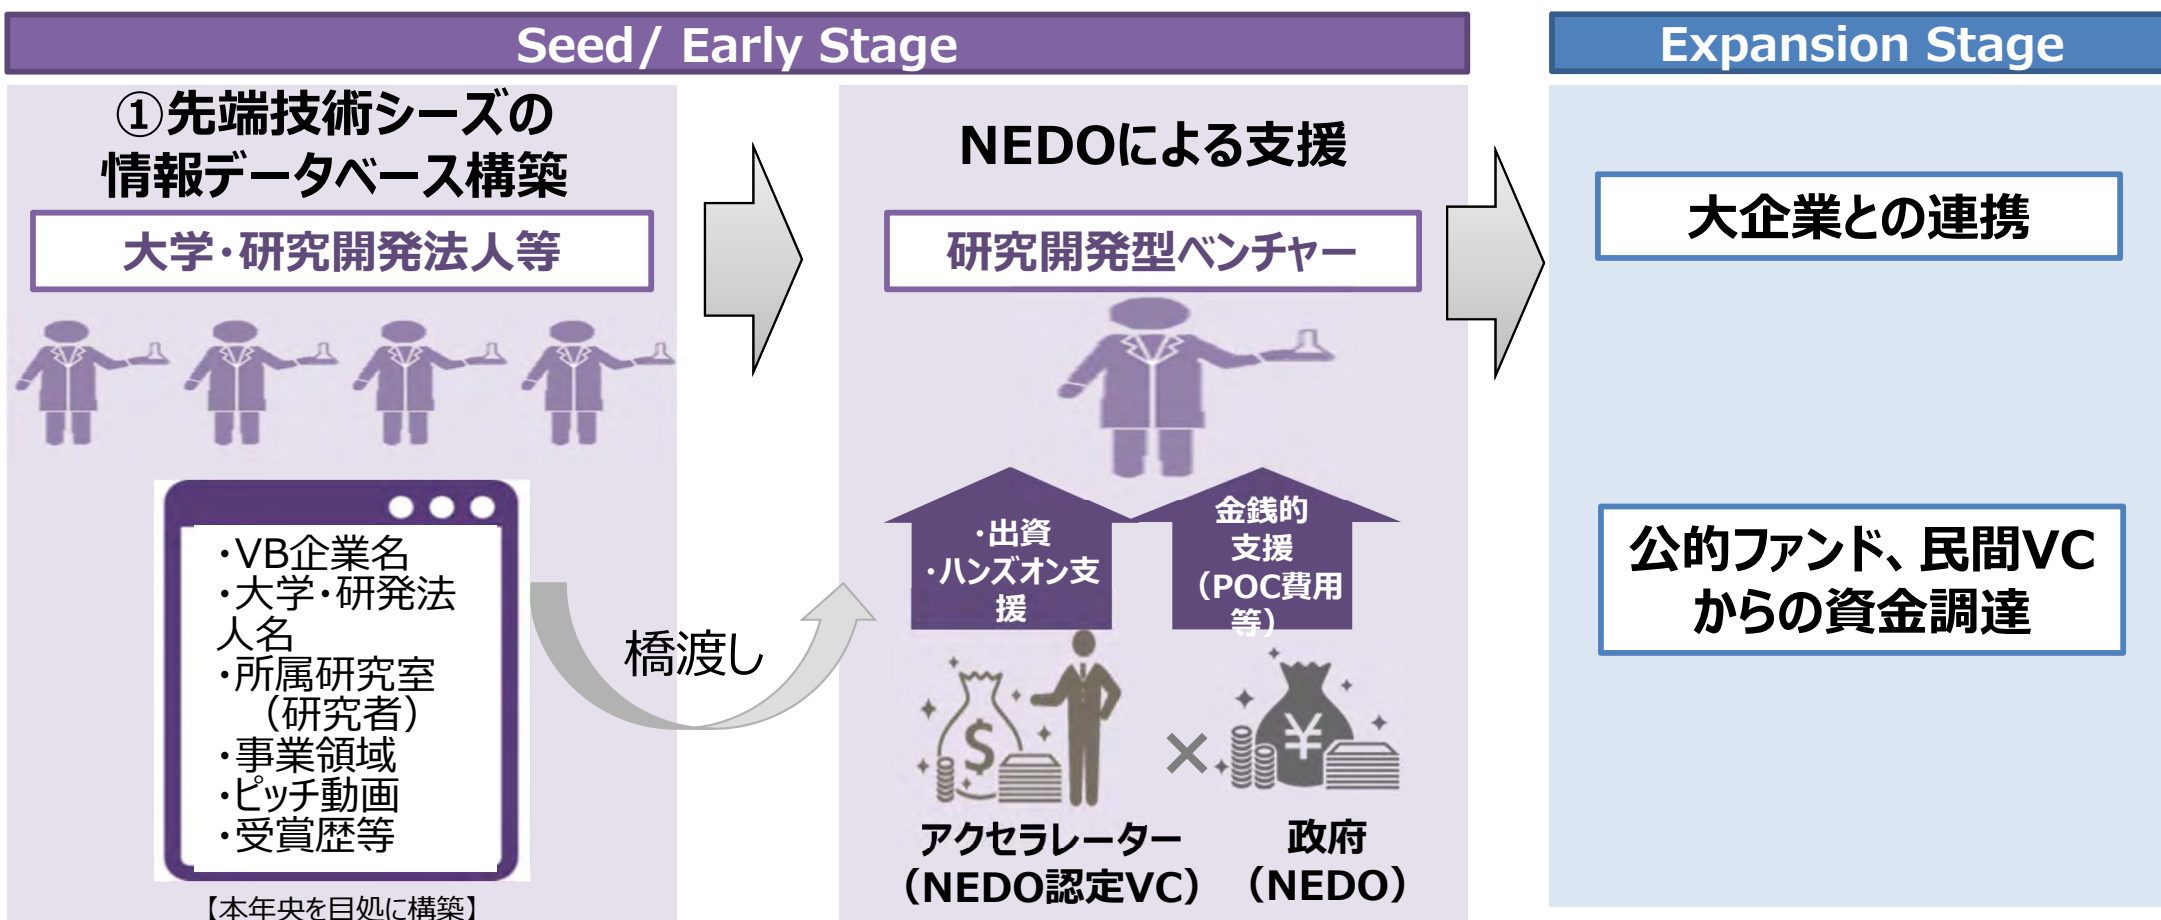 Seed/ Early Stage
①先端技術シーズの
情報データベース構築
大学・研究開発法人等
・VB企業名
・大学・研発法
人名
・所属研究室
（研究者）
・事業領域
・ピッチ動画
・受賞歴等
【本年央を目処に構築】
橋渡し
NEDOによる支援
研究開発型ベンチャー
・出資
・ハンズオン支
援
金銭的
支援
（POC費用
等）
$
×
¥
アクセラレーター
（NEDO認定VC）
政府
（NEDO）
Expansion Stage
大企業との連携
公的ファンド、民間VC
からの資金調達